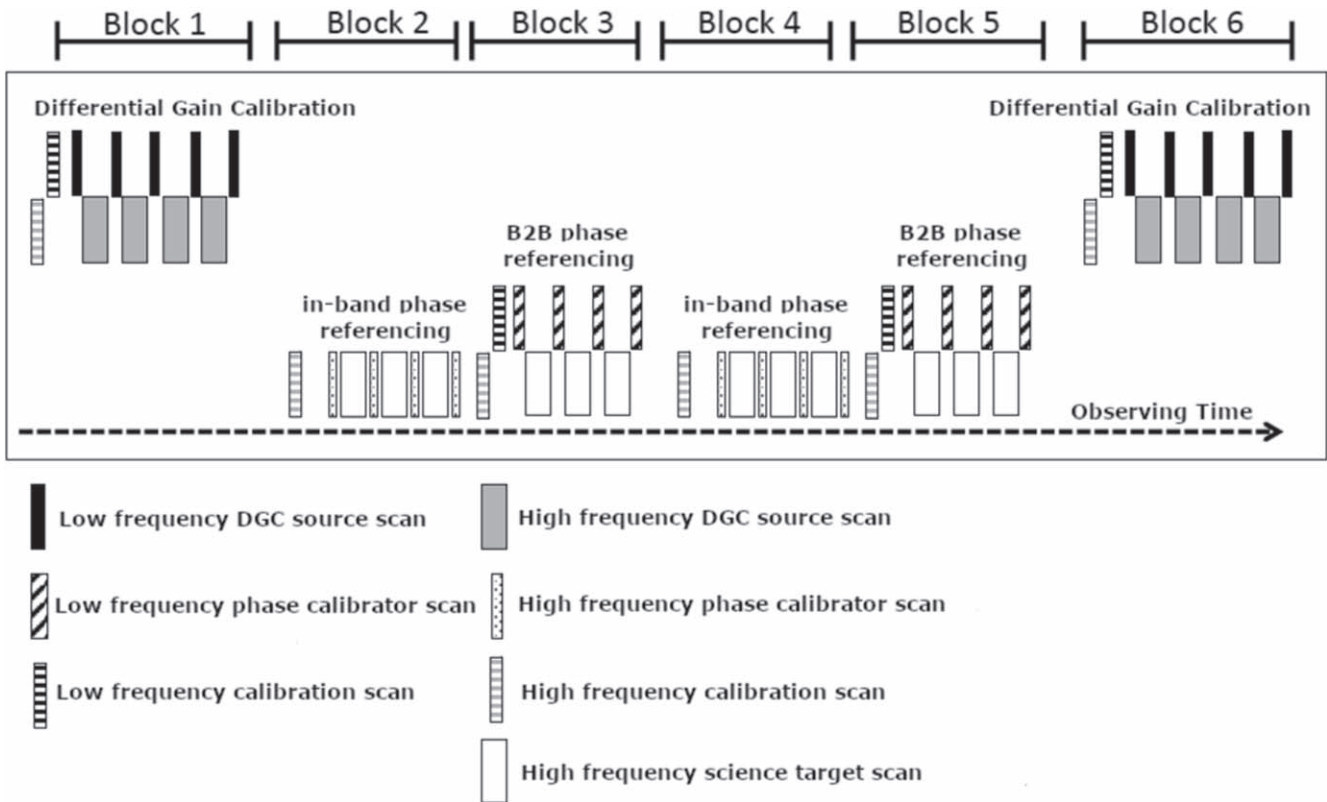 Block 1
Block 2
Block 3
Block 4
Block 5
Block 6
Differential Gain Calibration
Differential Gain Calibration
B2B phase
referencing
B2B phase
referencing
in-band phase
referencing
in-band phase
referencing
Observing Time
Low frequency DGC source scan
High frequency DGC source scan
Low frequency phase calibrator scan
High frequency phase calibrator scan
Low frequency calibration scan
High frequency calibration scan
High frequency science target scan